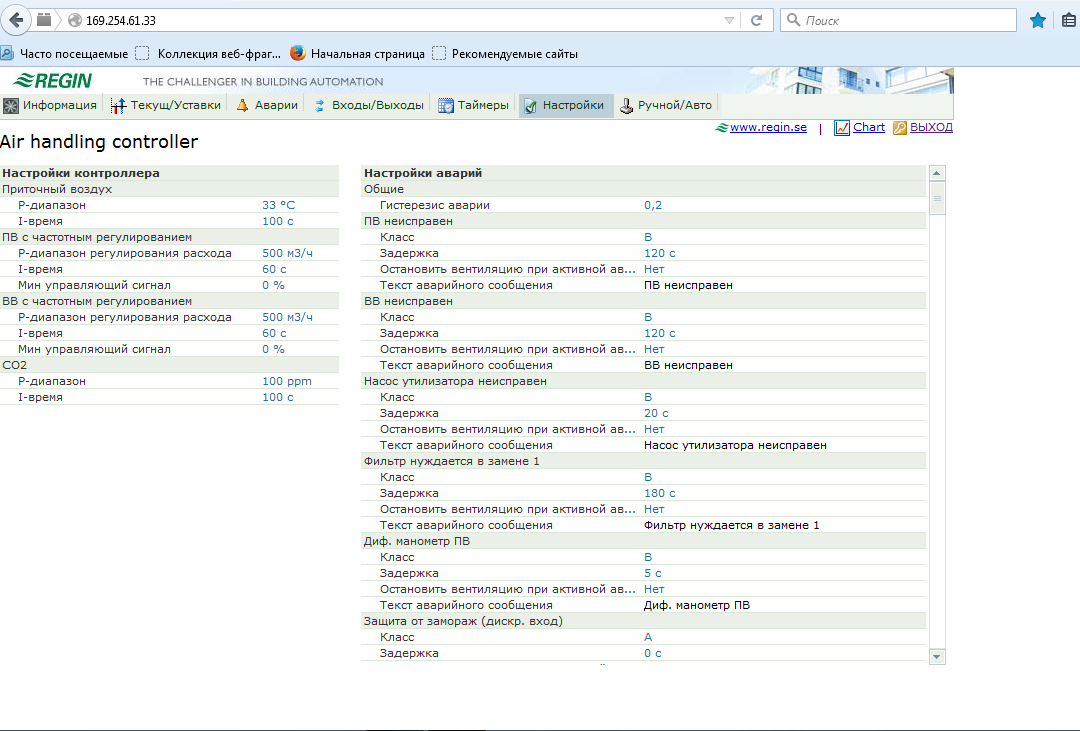 169.254.61.33
Поиск
Часто посещаемые
Коллекция веб-фраг...
Начальная страница
Рекомендуемые сайты
REGIN
THE CHALLENGER IN BUILDING AUTOMATION
Информация
Текущ/Уставки
Аварии
Входы/Выходы
Таймеры
Настройки
Ручной/Авто
www.regin.se | Chart ВЫХОД
Air handling controller
Настройки контроллера
Приточный воздух
P-диапазон 33 °C
I-время 100 с
ПВ с частотным регулированием
P-диапазон регулирования расхода 500 м3/ч
I-время 60 с
Мин управляющий сигнал 0 %
ВВ с частотным регулированием
P-диапазон регулирования расхода 500 м3/ч
I-время 60 с
Мин управляющий сигнал 0 %
CO2
P-диапазон 100 ppm
I-время 100 с
Настройки аварий
Общие
Гистерезис аварии 0,2
ПВ неисправен
Класс B
Задержка 120 с
Остановить вентиляцию при активной ав... Нет
Текст аварийного сообщения ПВ неисправен
ВВ неисправен
Класс B
Задержка 120 с
Остановить вентиляцию при активной ав... Нет
Текст аварийного сообщения ВВ неисправен
Насос утилизатора неисправен
Класс B
Задержка 20 с
Остановить вентиляцию при активной ав... Нет
Текст аварийного сообщения Насос утилизатора неисправен
Фильтр нуждается в замене 1
Класс B
Задержка 180 с
Остановить вентиляцию при активной ав... Нет
Текст аварийного сообщения Фильтр нуждается в замене 1
Диф. манометр ПВ
Класс B
Задержка 5 с
Остановить вентиляцию при активной ав... Нет
Текст аварийного сообщения Диф. манометр ПВ
Защита от замораж (дискр. вход)
Класс A
Задержка 0 с